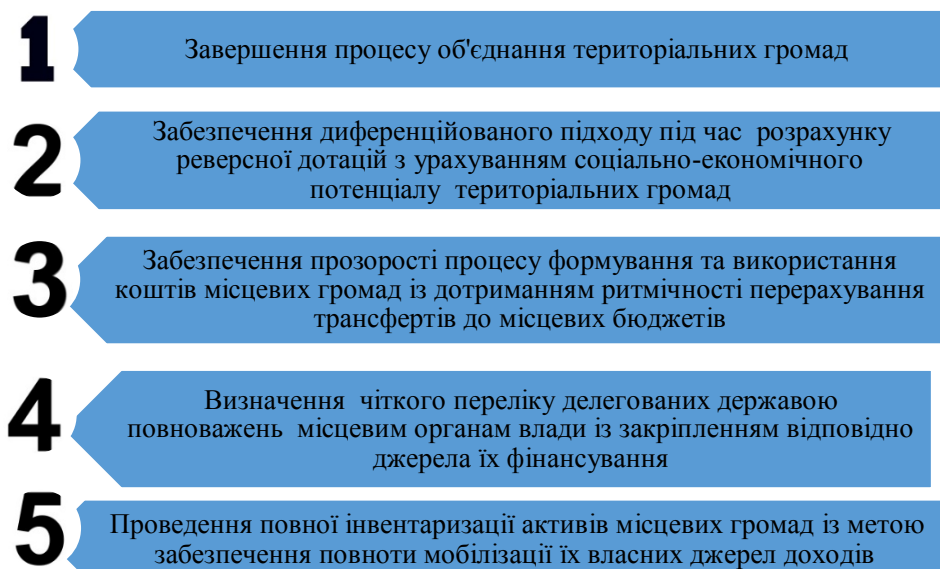 1
Завершення процесу об'єднання територіальних громад
2
Забезпечення диференційованого підходу під час розрахунку
реверсної дотацій з урахуванням соціально-економічного
потенціалу територіальних громад
3
Забезпечення прозорості процесу формування та використання
коштів місцевих громад із дотриманням ритмічності перерахування
трансфертів до місцевих бюджетів
4
Визначення чіткого переліку делегованих державою
повноважень місцевим органам влади із закріпленням відповідно
джерела їх фінансування
5
Проведення повної інвентаризації активів місцевих громад із метою
забезпечення повноти мобілізації їх власних джерел доходів